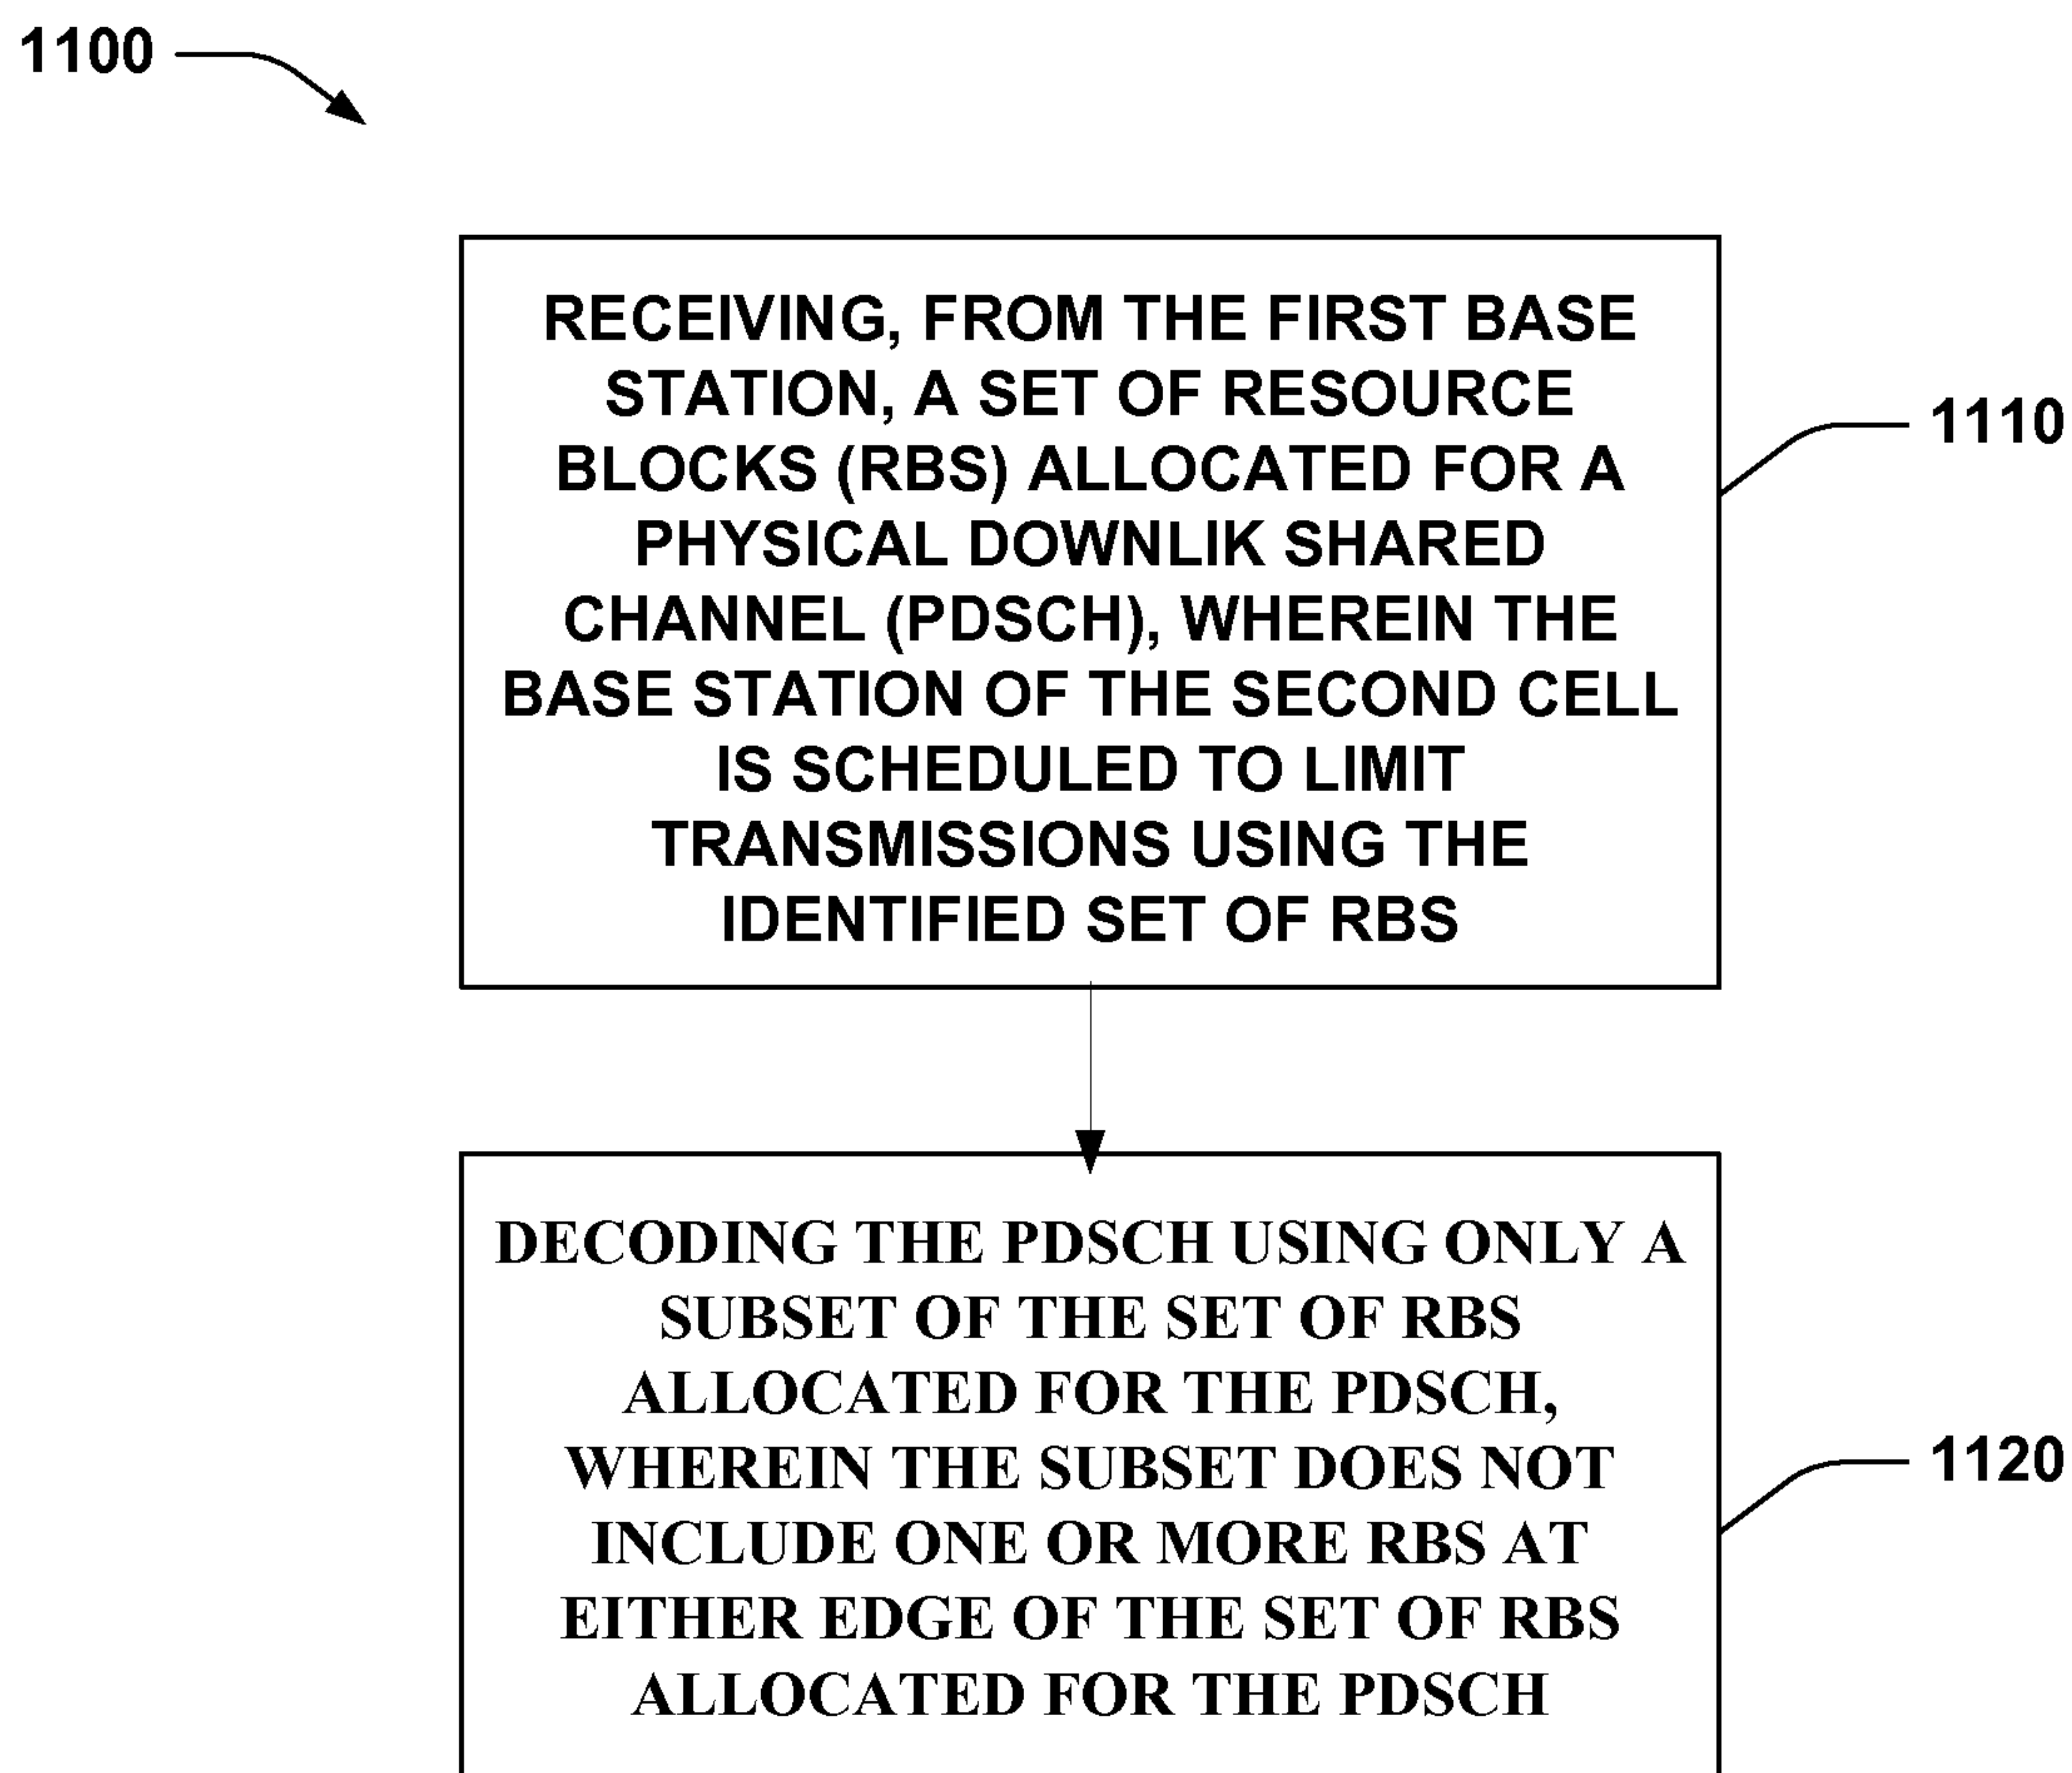 1100
RECEIVING, FROM THE FIRST BASE
STATION, A SET OF RESOURCE
BLOCKS (RBS) ALLOCATED FOR A
PHYSICAL DOWNLIK SHARED
CHANNEL (PDSCH), WHEREIN THE
BASE STATION OF THE SECOND CELL
IS SCHEDULED TO LIMIT
TRANSMISSIONS USING THE
IDENTIFIED SET OF RBS
1110
DECODING THE PDSCH USING ONLY A
SUBSET OF THE SET OF RBS
ALLOCATED FOR THE PDSCH,
WHEREIN THE SUBSET DOES NOT
INCLUDE ONE OR MORE RBS AT
EITHER EDGE OF THE SET OF RBS
ALLOCATED FOR THE PDSCH
1120